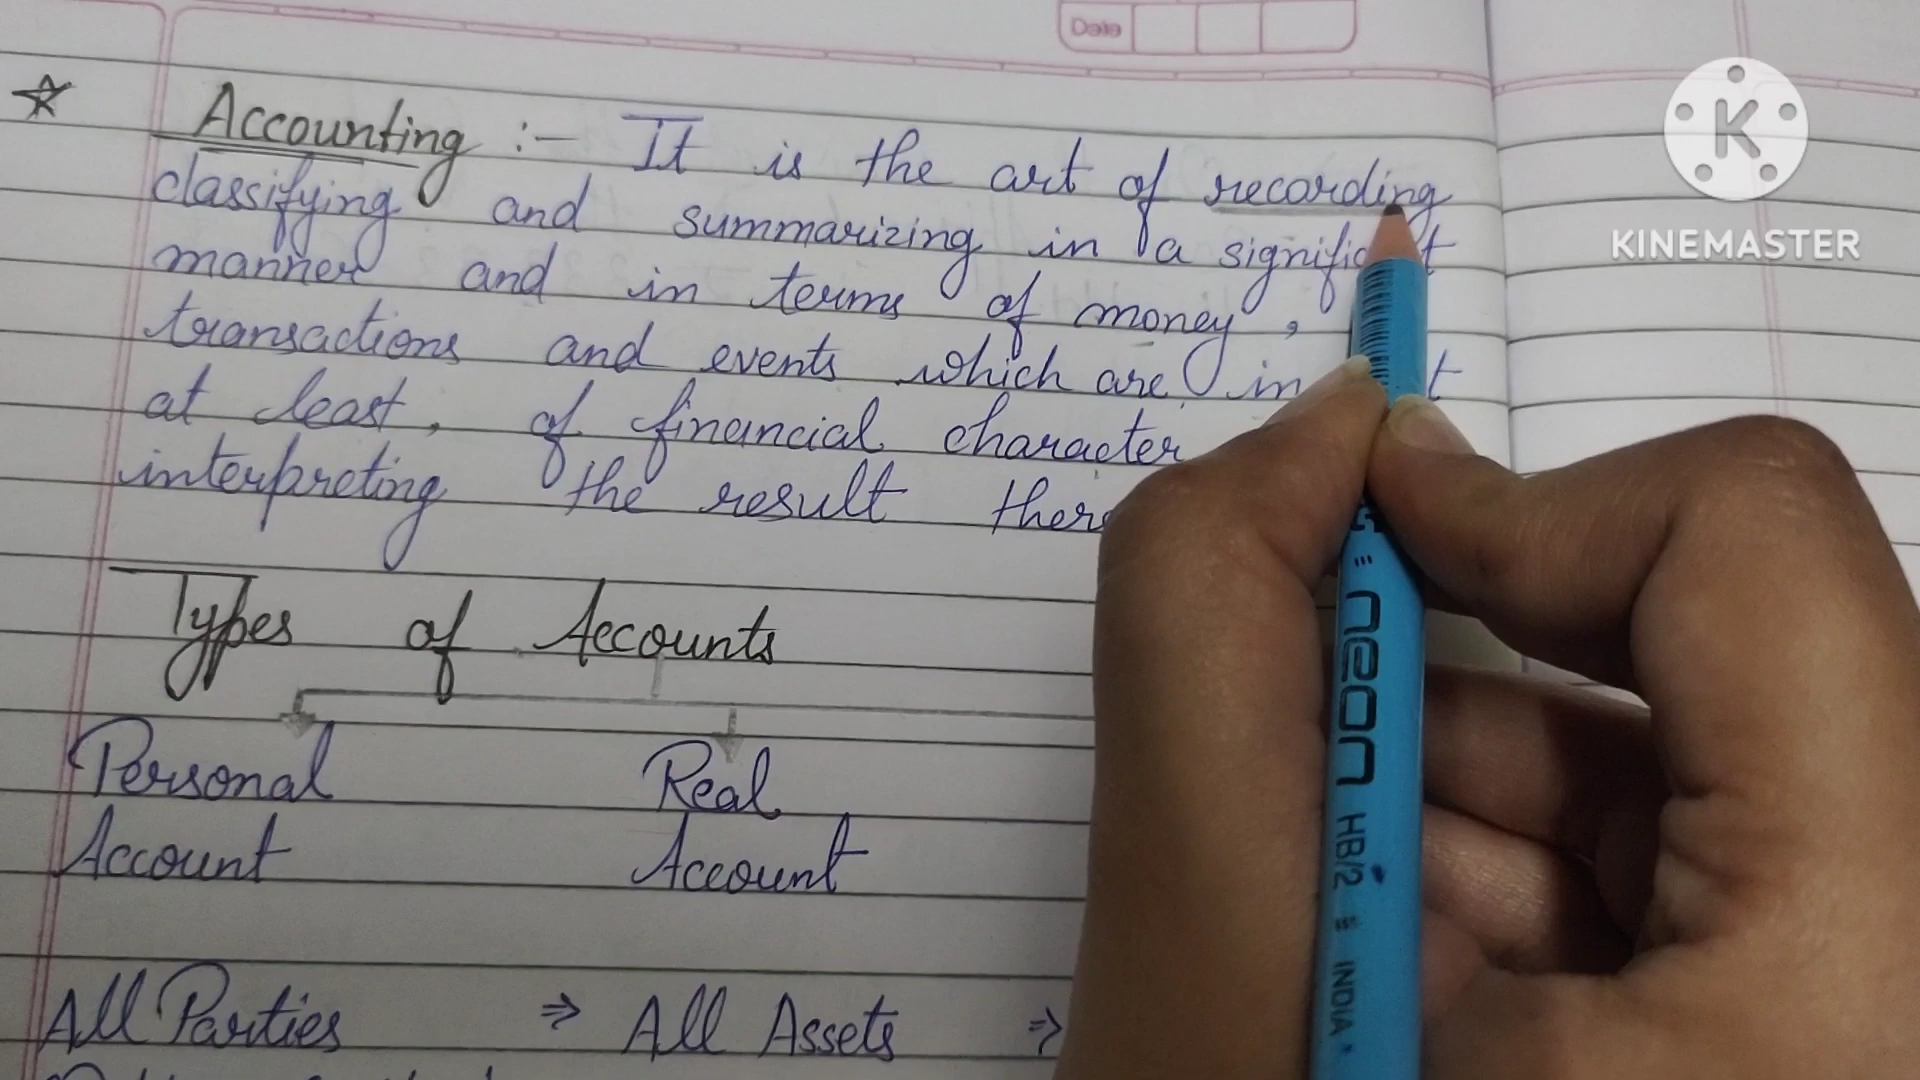 Date
Accounting :- It is the art of recording
classifying and summarizing in a significant
manner and in terms of money,
transactions and events which are in
at least, of financial character
interpreting the result
Types of Accounts
Personal Real
Account Account
All Parties ⇒ All Assets ⇒
K
KINEMASTER
neon HB/2 INDIA